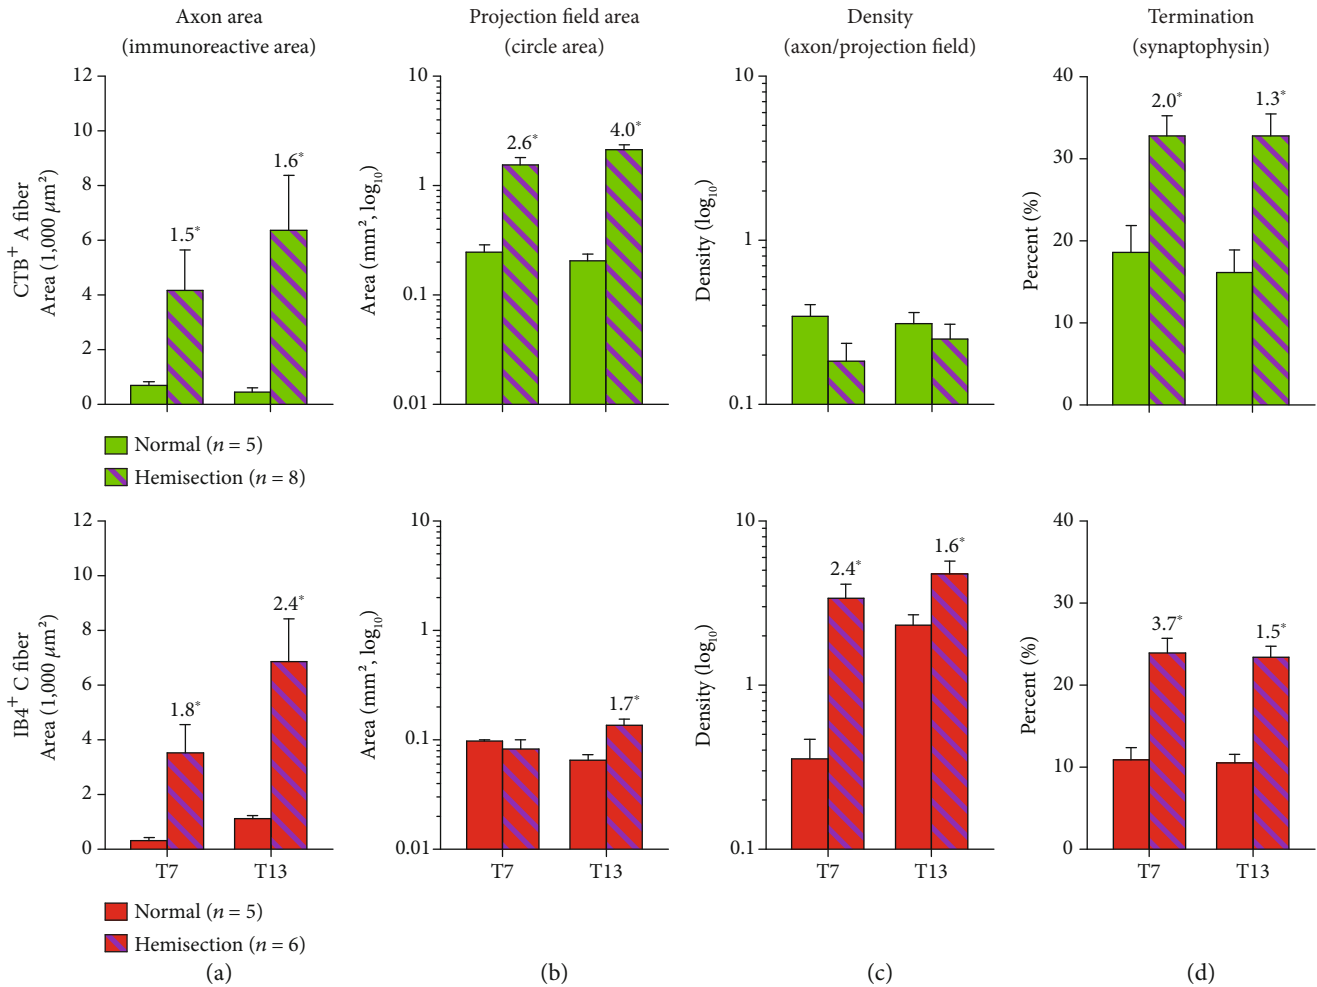 Axon area
(immunoreactive area)
Projection field area
(circle area)
Density
(axon/projection field)
Termination
(synaptophysin)
CTB⁺ A fiber
Area (1,000 µm²)
12
10
8
6
4
2
0
1.5*
1.6*
Area (mm², log₁₀)
10
1
0.1
0.01
2.6*
4.0*
Density (log₁₀)
10
1
0.1
Percent (%)
40
30
20
10
0
2.0*
1.3*
Normal (n = 5)
Hemisection (n = 8)
IB4⁺ C fiber
Area (1,000 µm²)
12
10
8
6
4
2
0
1.8*
2.4*
T7
T13
Area (mm², log₁₀)
10
1
0.1
0.01
1.7*
T7
T13
Density (log₁₀)
10
1
0.1
2.4*
1.6*
T7
T13
Percent (%)
40
30
20
10
0
3.7*
1.5*
T7
T13
Normal (n = 5)
Hemisection (n = 6)
(a)
(b)
(c)
(d)